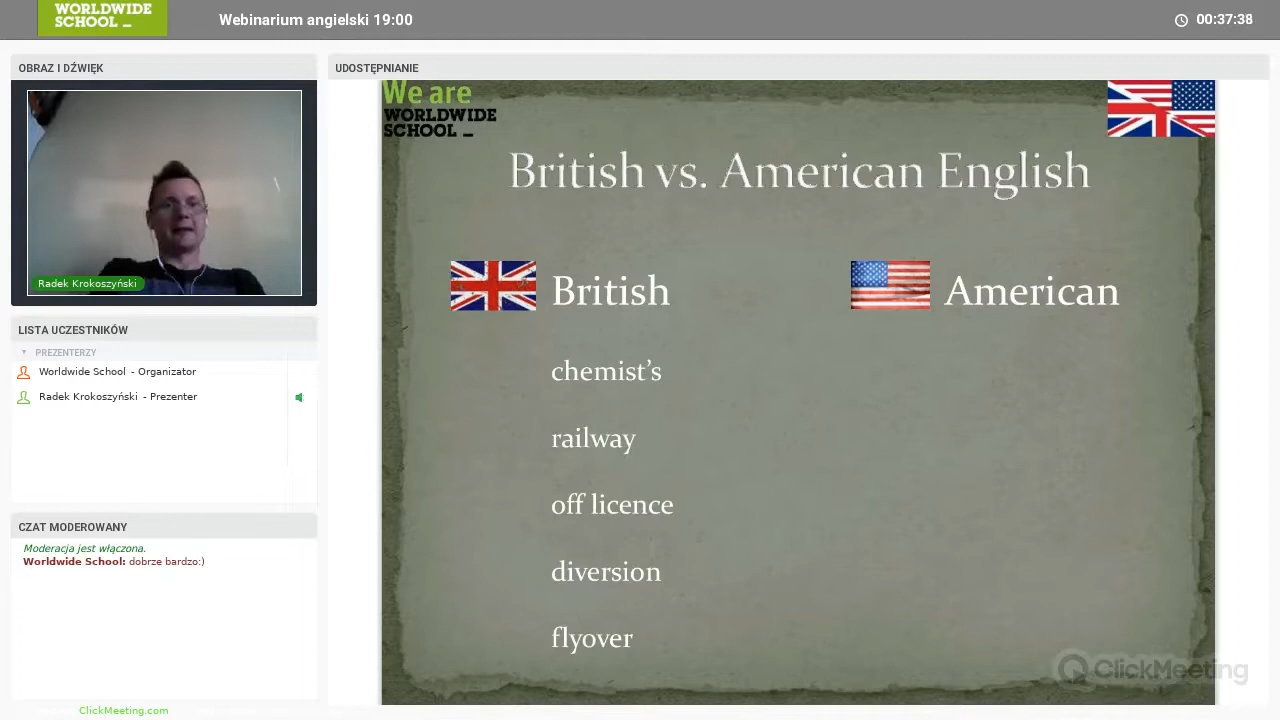 WORLDWIDE
SCHOOL _
Webinarium angielski 19:00
00:37:38
OBRAZ I DŹWIĘK
Radek Krokoszyński
LISTA UCZESTNIKÓW
PREZENTERZY
Worldwide School - Organizator
Radek Krokoszyński - Prezenter
CZAT MODEROWANY
Moderacja jest włączona.
Worldwide School: dobrze bardzo:)
ClickMeeting.com
UDOSTĘPNIANIE
We are
WORLDWIDE
SCHOOL _
British vs. American English
British
American
chemist’s
railway
off licence
diversion
flyover
ClickMeeting